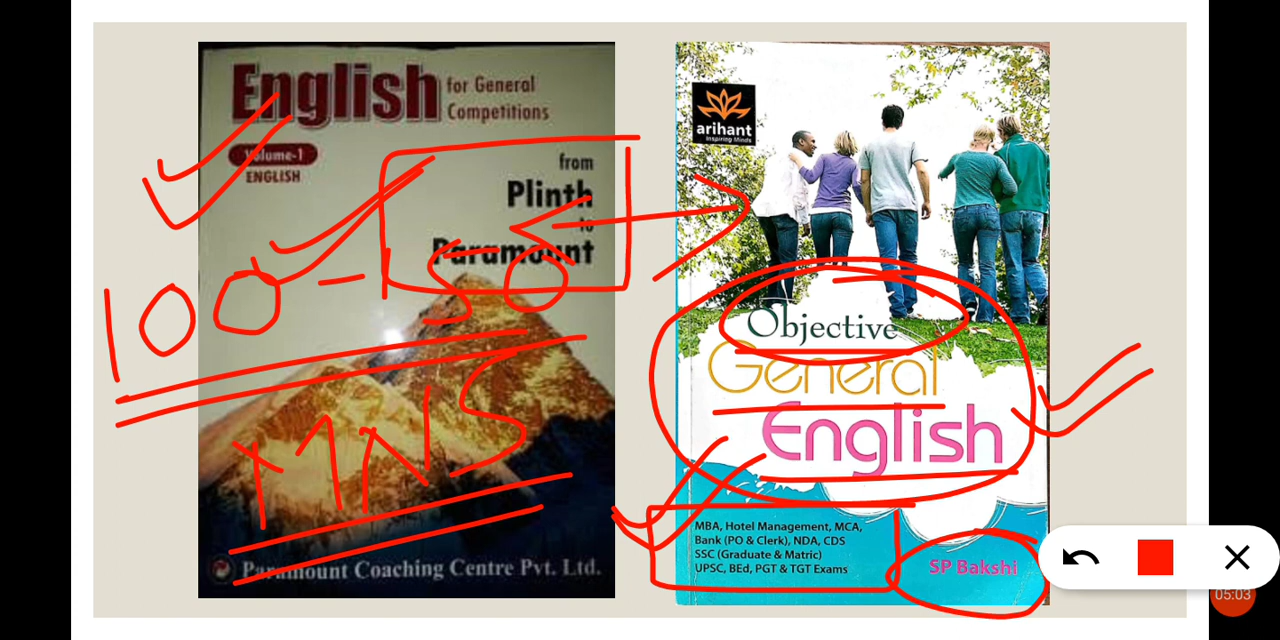 English for General
Competitions
Volume-1
ENGLISH
from
Plinth
to
Paramount
100 - 50
Paramount Coaching Centre Pvt. Ltd.
arihant
Inspiring Minds
Objective
General
English
MBA, Hotel Management, MCA,
Bank (PO & Clerk), NDA, CDS
SSC (Graduate & Matric)
UPSC, BEd, PGT & TGT Exams
SP Bakshi
05:03